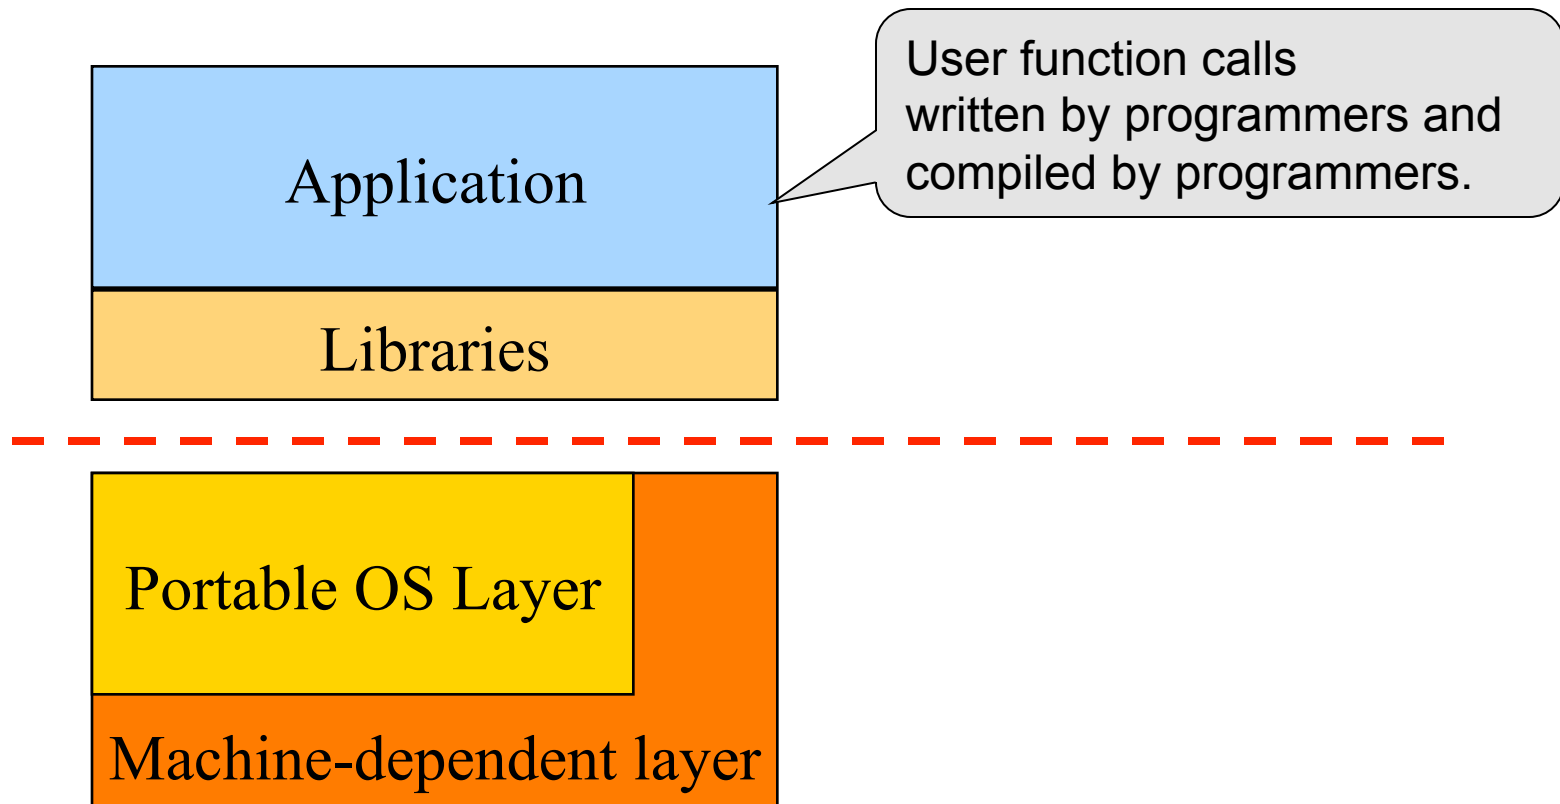 User function calls
written by programmers and
compiled by programmers.
Application
Libraries
Portable OS Layer
Machine-dependent layer